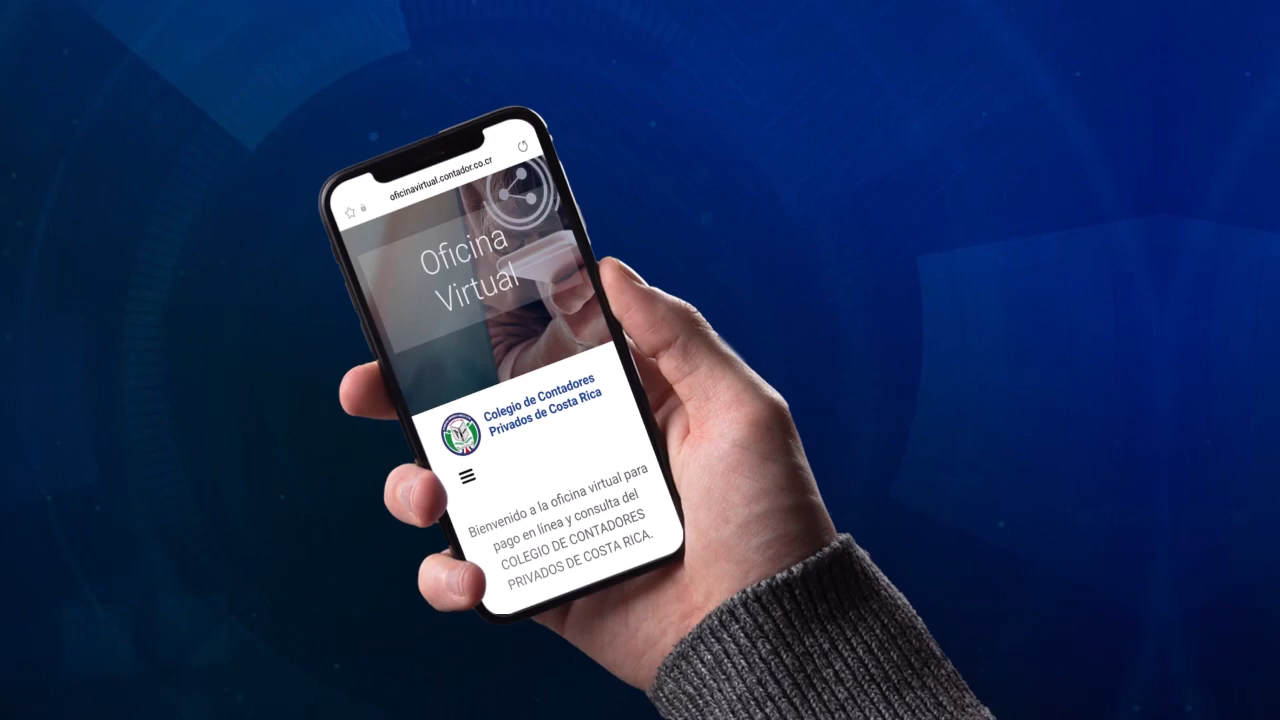 oficinavirtual.contador.co.cr
Oficina
Virtual
Colegio de Contadores
Privados de Costa Rica
Bienvenido a la oficina virtual para
pago en línea y consulta del
COLEGIO DE CONTADORES
PRIVADOS DE COSTA RICA.